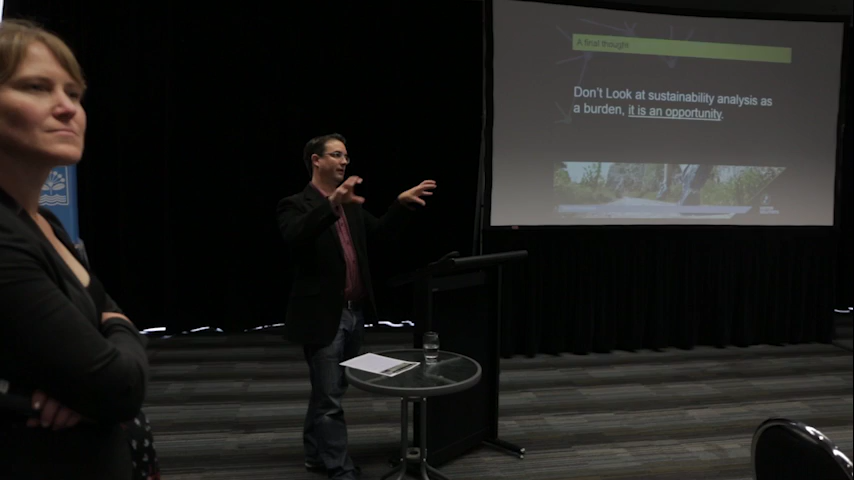 A final thought
Don't Look at sustainability analysis as
a burden, it is an opportunity.